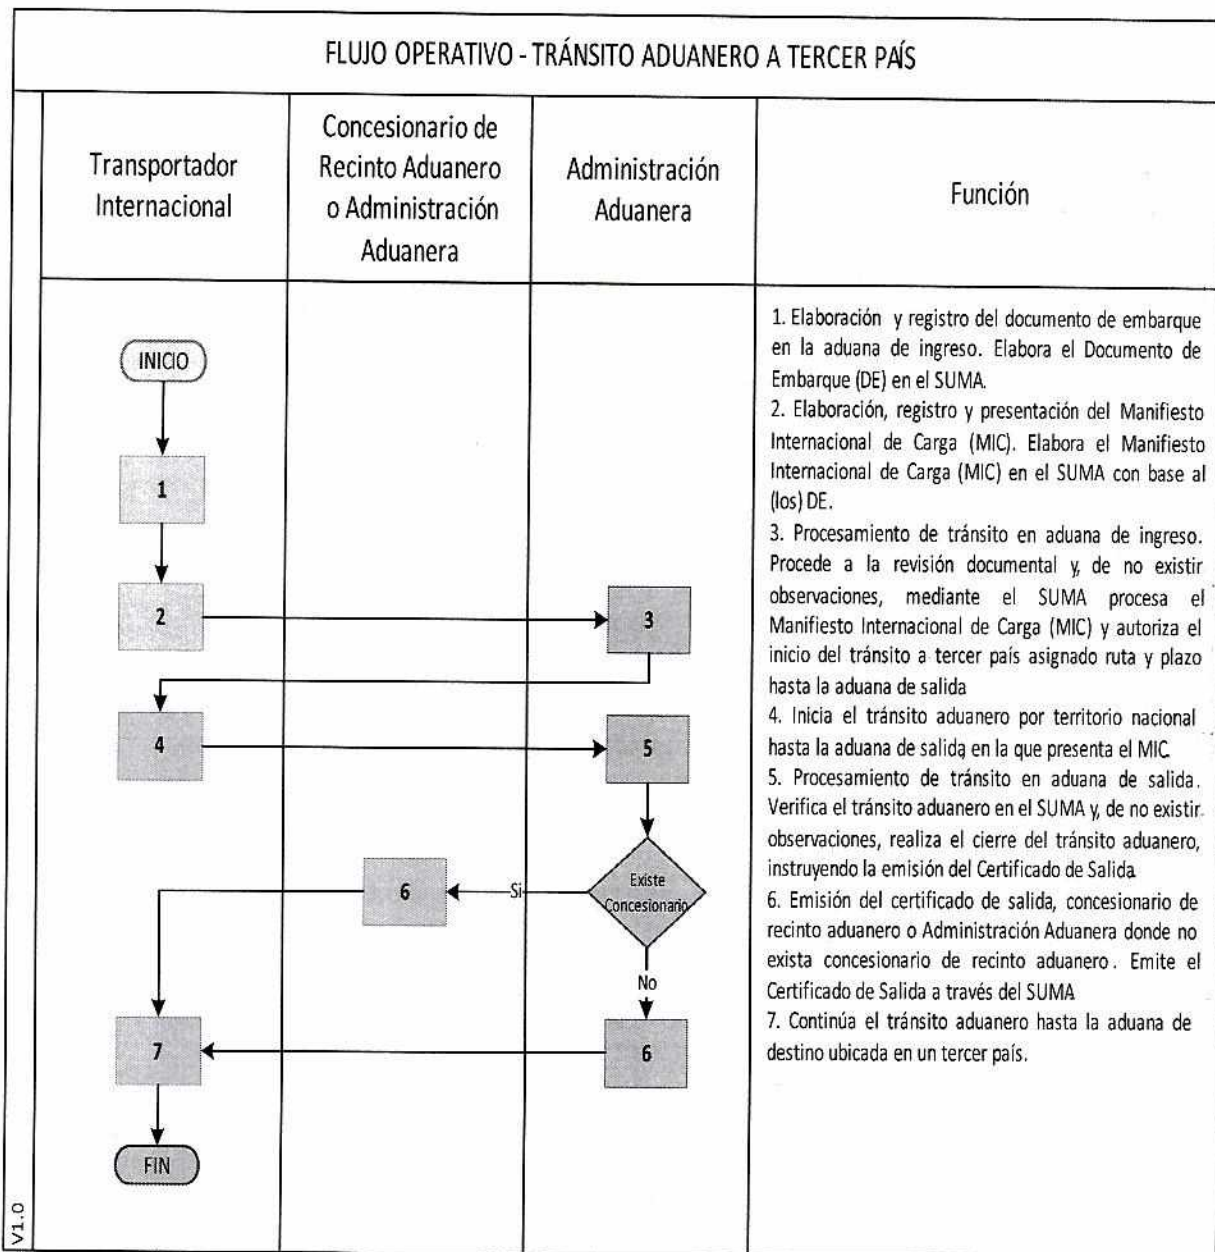 FLUJO OPERATIVO - TRÁNSITO ADUANERO A TERCER PAÍS
Transportador
Internacional
Concesionario de
Recinto Aduanero
o Administración
Aduanera
Administración
Aduanera
Función
INICIO
1
2
3
4
5
Existe
Concesionario
Si
6
No
6
7
FIN
1. Elaboración y registro del documento de embarque
en la aduana de ingreso. Elabora el Documento de
Embarque (DE) en el SUMA.
2. Elaboración, registro y presentación del Manifiesto
Internacional de Carga (MIC). Elabora el Manifiesto
Internacional de Carga (MIC) en el SUMA con base al
(los) DE.
3. Procesamiento de tránsito en aduana de ingreso.
Procede a la revisión documental y, de no existir
observaciones, mediante el SUMA procesa el
Manifiesto Internacional de Carga (MIC) y autoriza el
inicio del tránsito a tercer país asignado ruta y plazo
hasta la aduana de salida
4. Inicia el tránsito aduanero por territorio nacional
hasta la aduana de salida, en la que presenta el MIC.
5. Procesamiento de tránsito en aduana de salida.
Verifica el tránsito aduanero en el SUMA y, de no existir
observaciones, realiza el cierre del tránsito aduanero,
instruyendo la emisión del Certificado de Salida.
6. Emisión del certificado de salida, concesionario de
recinto aduanero o Administración Aduanera donde no
exista concesionario de recinto aduanero. Emite el
Certificado de Salida a través del SUMA
7. Continúa el tránsito aduanero hasta la aduana de
destino ubicada en un tercer país.
V1.0